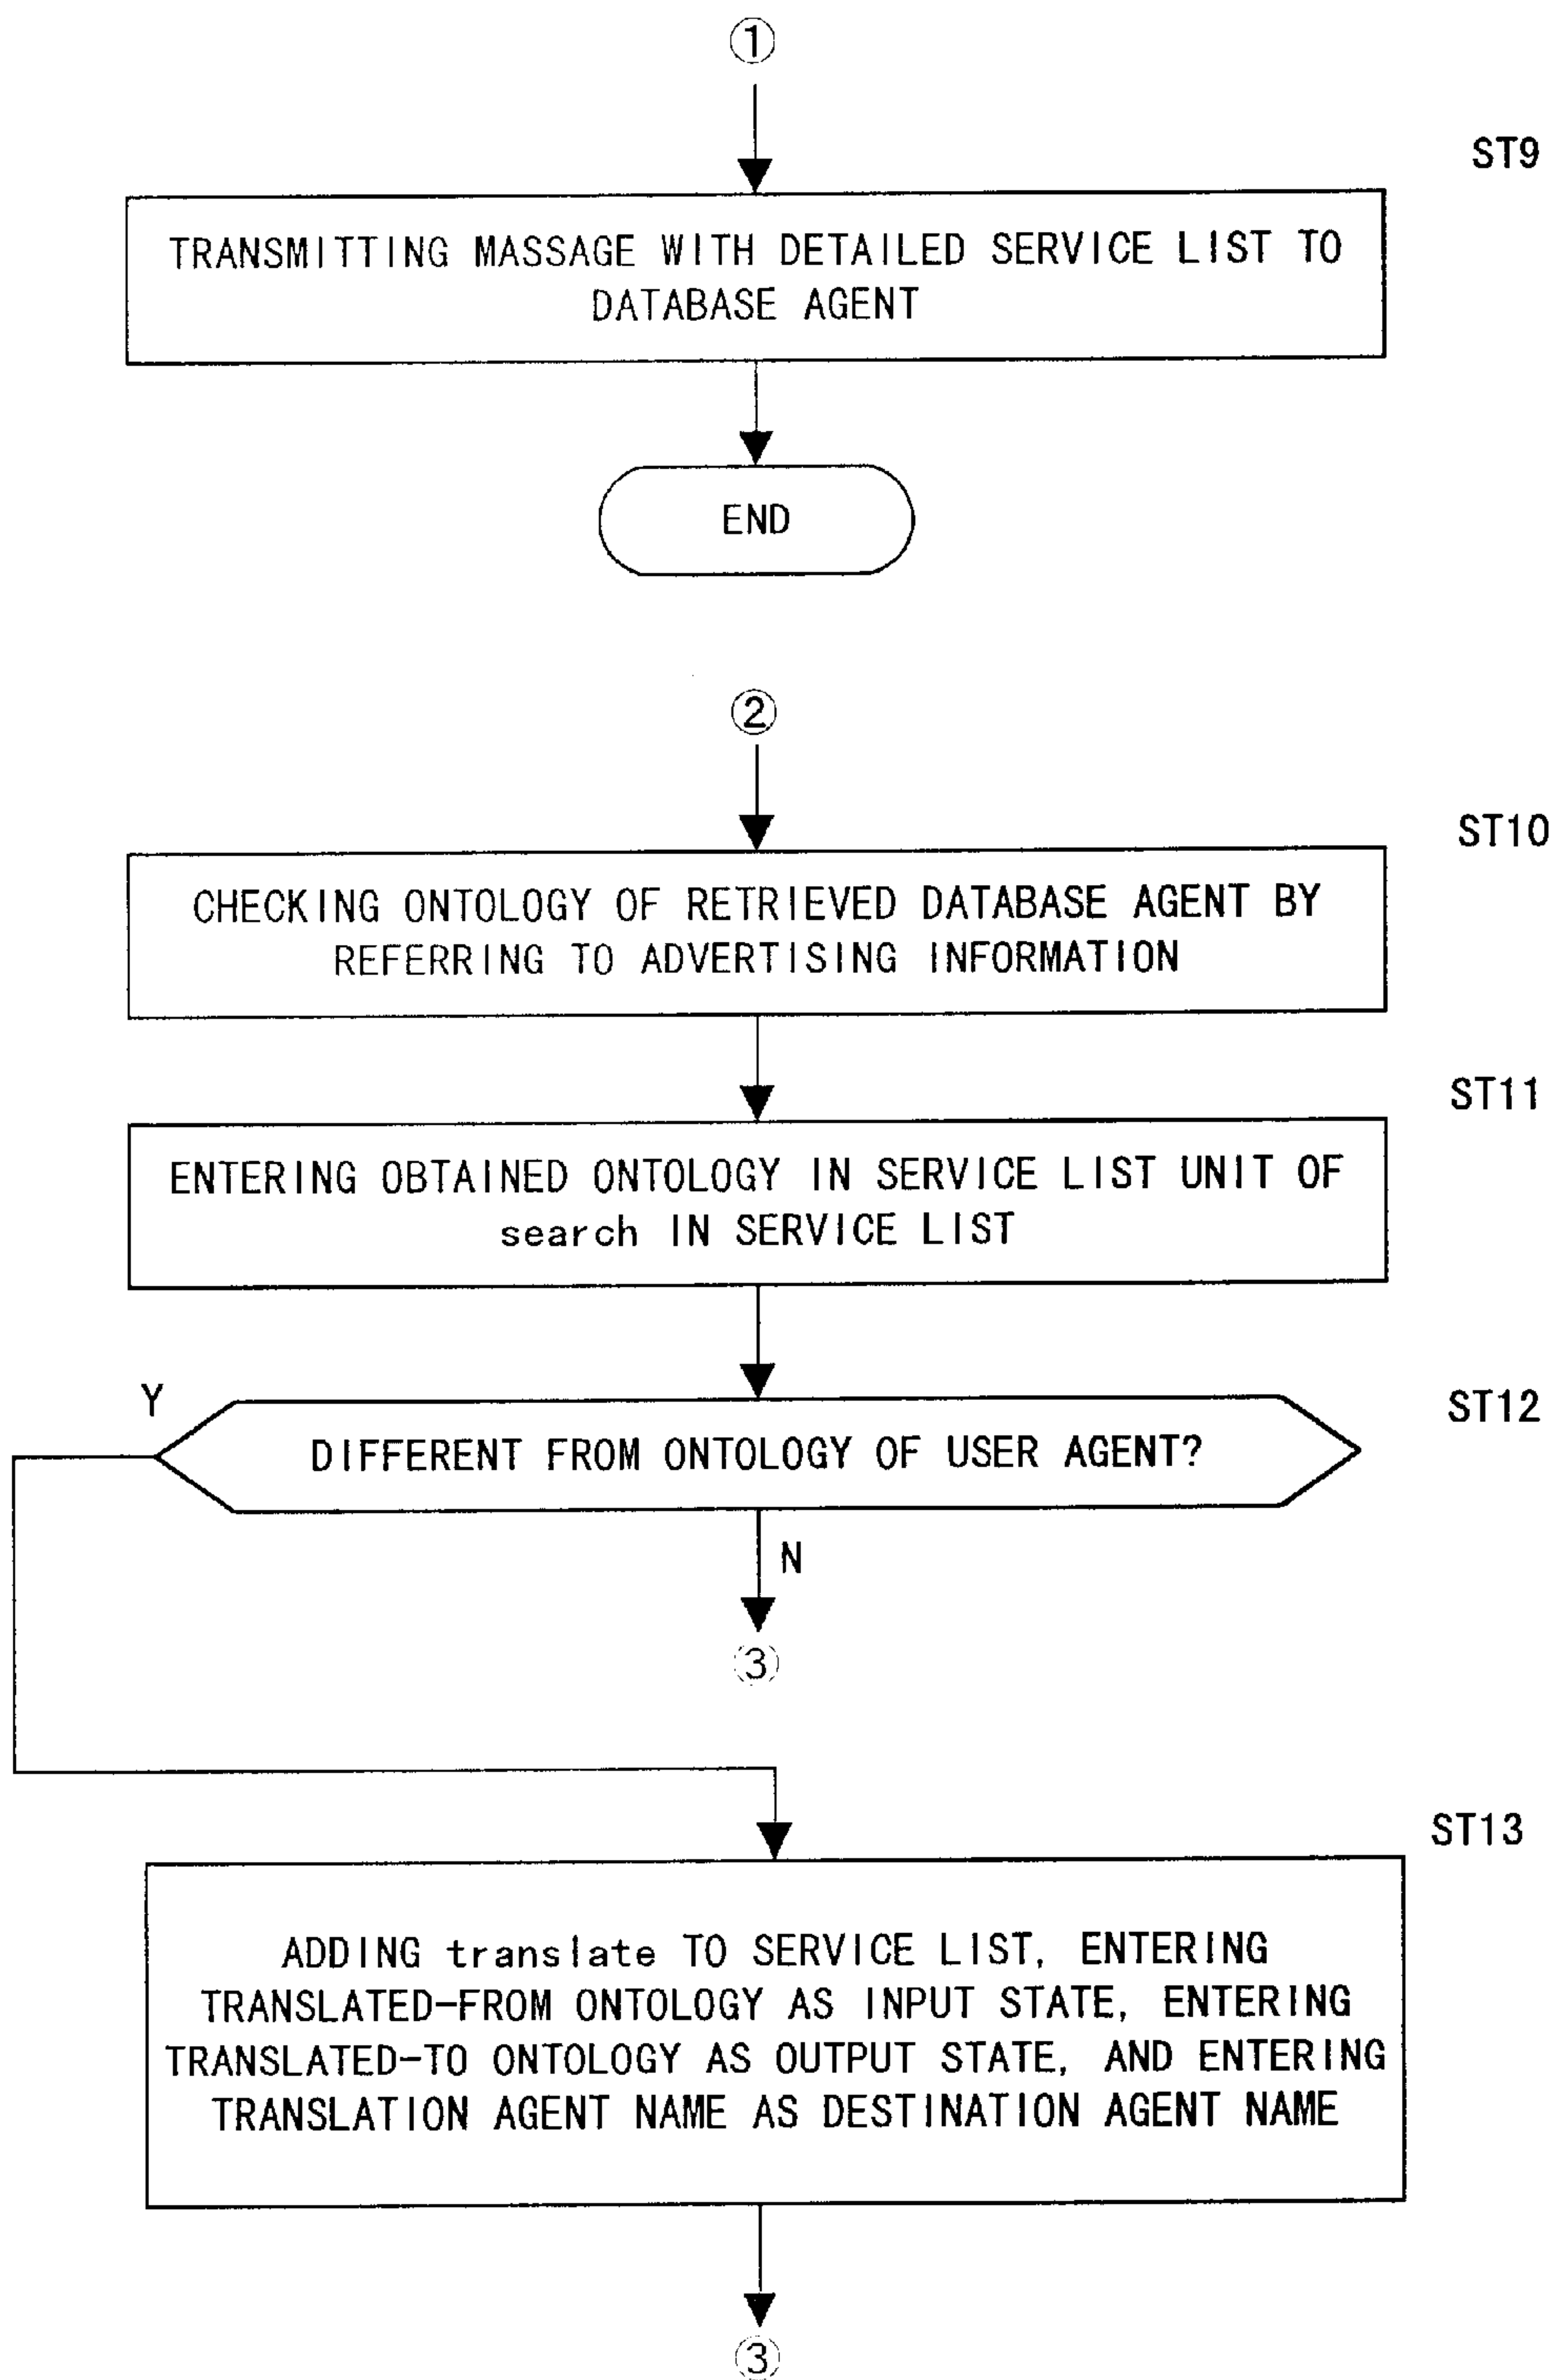 ①
ST9
TRANSMITTING MASSAGE WITH DETAILED SERVICE LIST TO
DATABASE AGENT
END
②
ST10
CHECKING ONTOLOGY OF RETRIEVED DATABASE AGENT BY
REFERRING TO ADVERTISING INFORMATION
ST11
ENTERING OBTAINED ONTOLOGY IN SERVICE LIST UNIT OF
search IN SERVICE LIST
Y
ST12
DIFFERENT FROM ONTOLOGY OF USER AGENT?
N
③
ST13
ADDING translate TO SERVICE LIST, ENTERING
TRANSLATED-FROM ONTOLOGY AS INPUT STATE, ENTERING
TRANSLATED-TO ONTOLOGY AS OUTPUT STATE, AND ENTERING
TRANSLATION AGENT NAME AS DESTINATION AGENT NAME
③